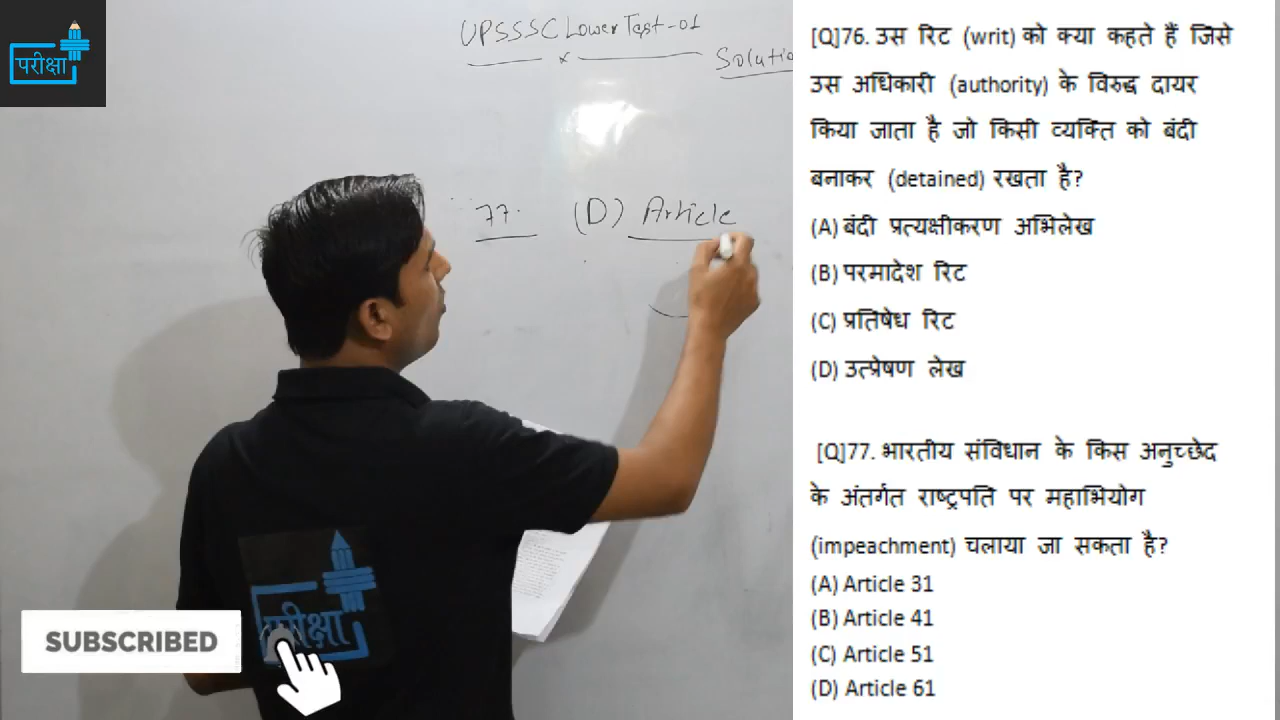 परीक्षा
UPSSSC Lower Test-01
Solutio
77. (D) Article
परीक्षा
SUBSCRIBED
[Q]76. उस रिट (writ) को क्या कहते हैं जिसे
उस अधिकारी (authority) के विरुद्ध दायर
किया जाता है जो किसी व्यक्ति को बंदी
बनाकर (detained) रखता है?
(A) बंदी प्रत्यक्षीकरण अभिलेख
(B) परमादेश रिट
(C) प्रतिषेध रिट
(D) उत्प्रेषण लेख
[Q]77. भारतीय संविधान के किस अनुच्छेद
के अंतर्गत राष्ट्रपति पर महाभियोग
(impeachment) चलाया जा सकता है?
(A) Article 31
(B) Article 41
(C) Article 51
(D) Article 61